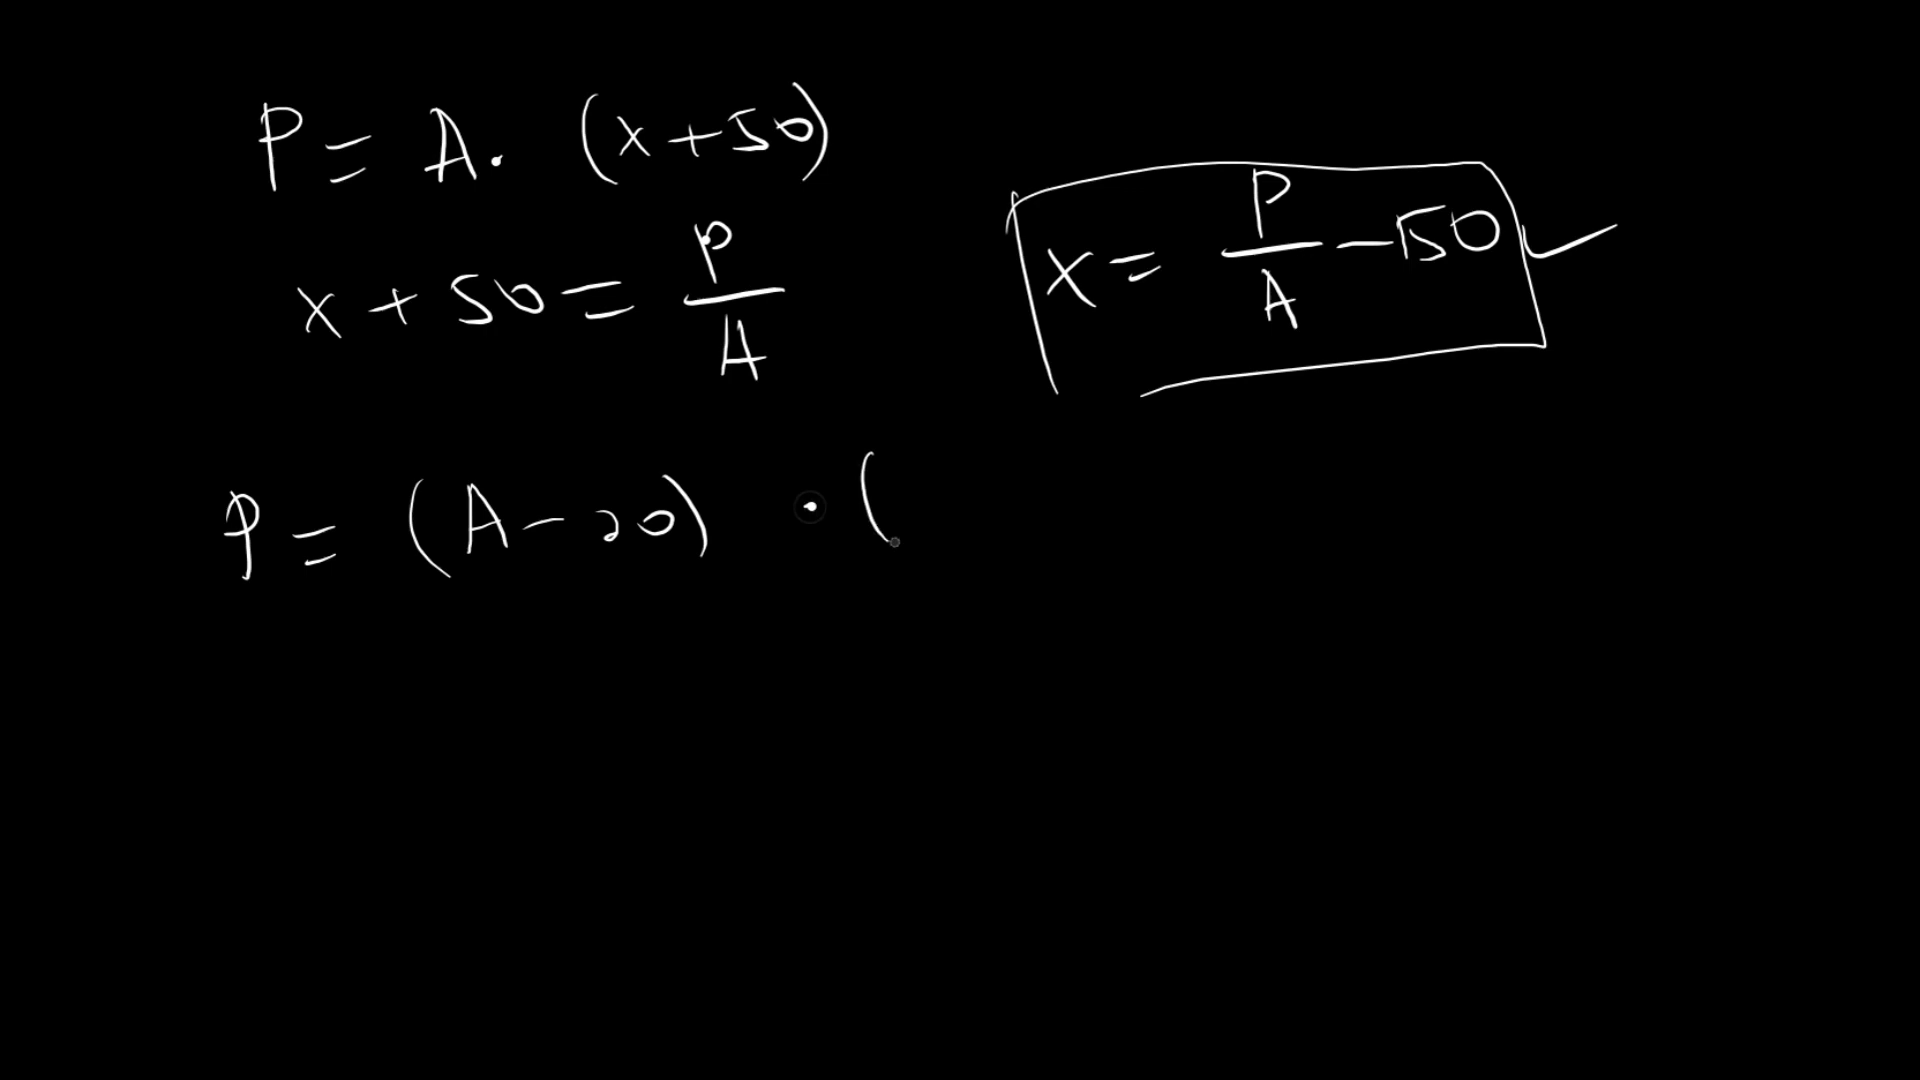 P = A. (x+50)
x + 50 = P/A
x = P/A - 50
P = (A - 20) . (